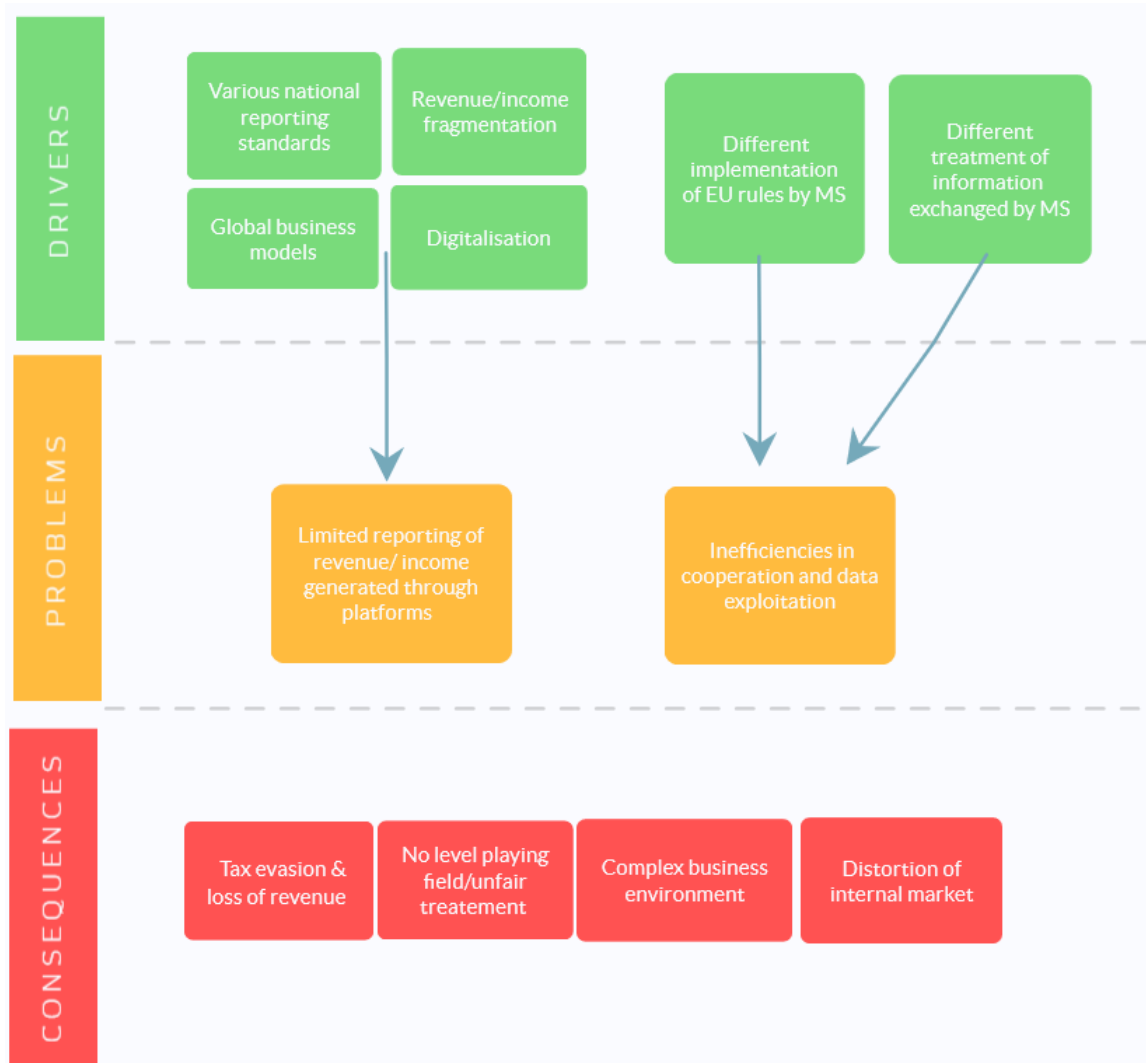 DRIVERS
Various national
reporting
standards
Revenue/income
fragmentation
Global business
models
Digitalisation
Different
implementation
of EU rules by MS
Different
treatment of
information
exchanged by MS
PROBLEMS
Limited reporting of
revenue/ income
generated through
platforms
Inefficiencies in
cooperation and data
exploitation
CONSEQUENCES
Tax evasion &
loss of revenue
No level playing
field/unfair
treatement
Complex business
environment
Distortion of
internal market